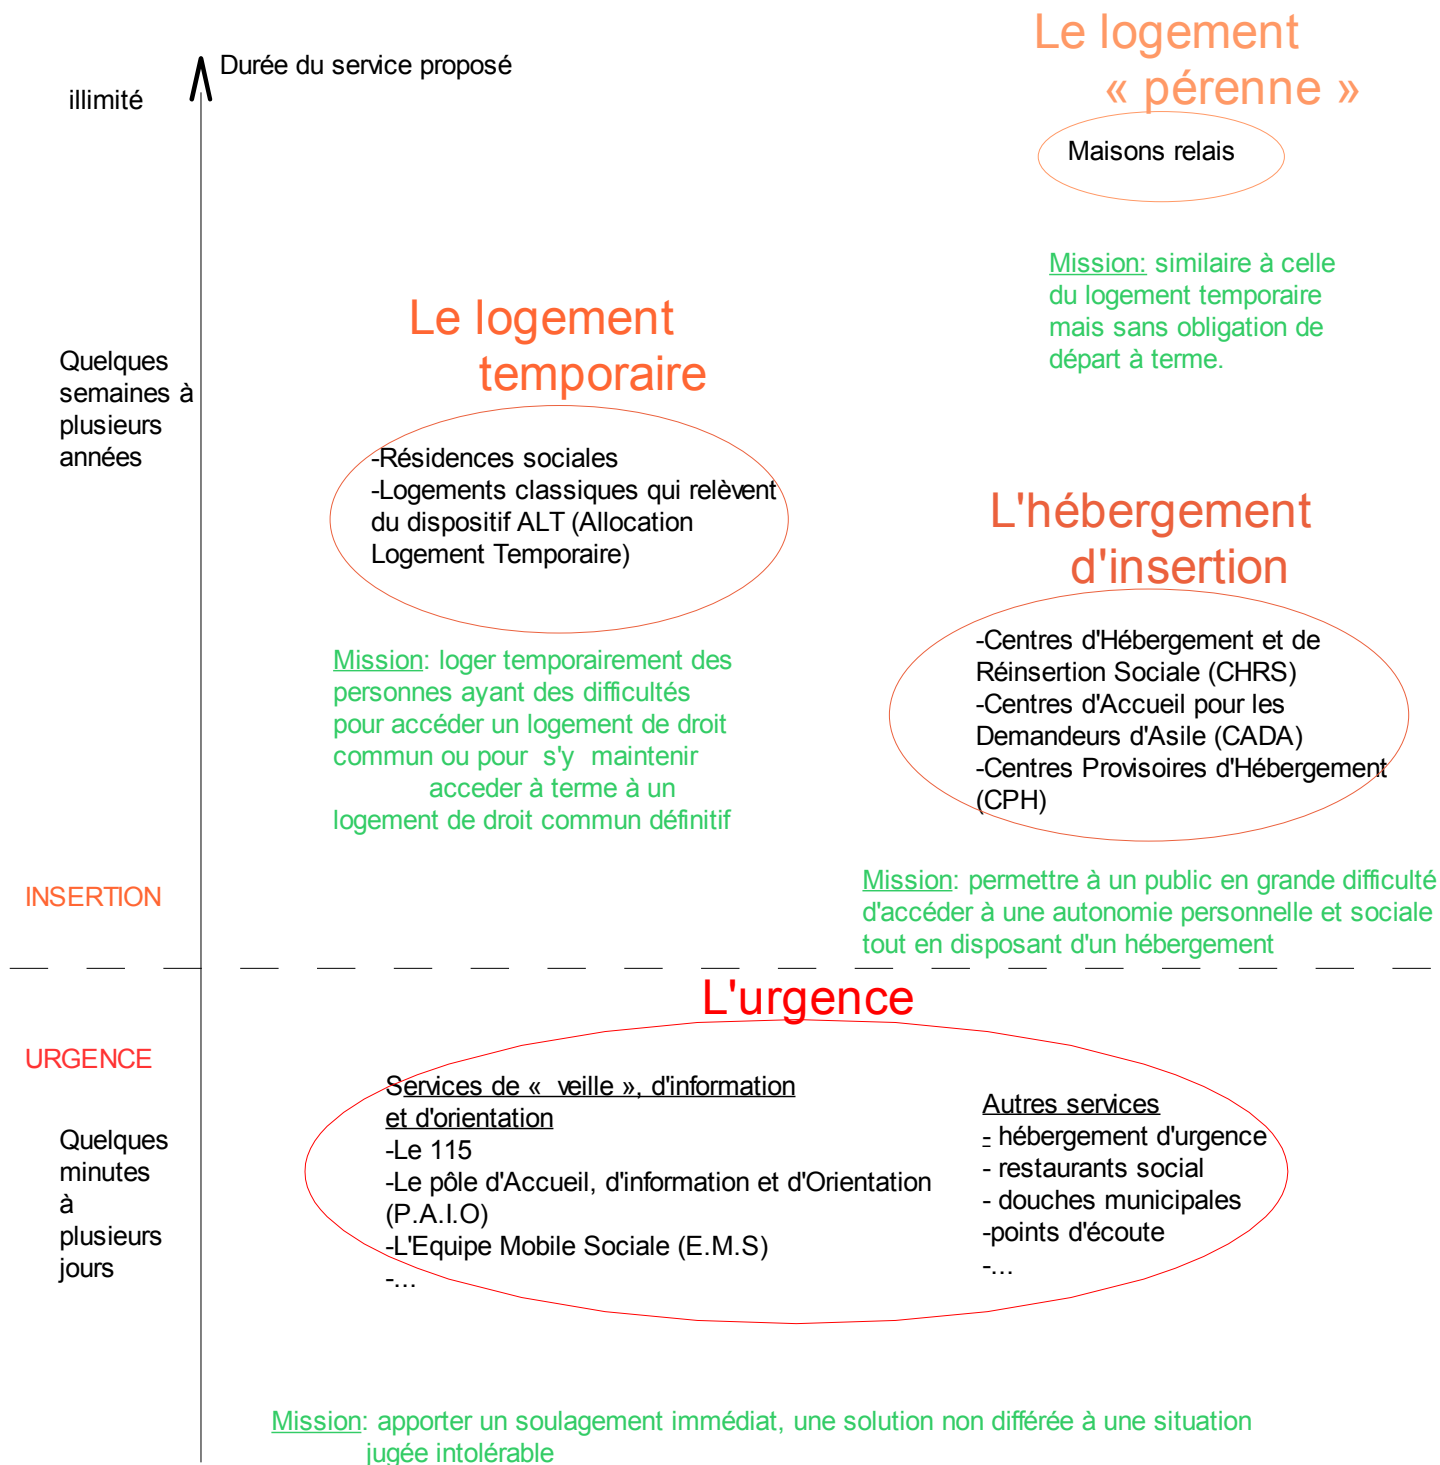 Le logement
« pérenne »
Durée du service proposé
illimité
Maisons relais
Mission: similaire à celle
du logement temporaire
mais sans obligation de
départ à terme.
Le logement
temporaire
Quelques
semaines à
plusieurs
années
-Résidences sociales
-Logements classiques qui relèvent
du dispositif ALT (Allocation
Logement Temporaire)
L'hébergement
d'insertion
-Centres d'Hébergement et de
Réinsertion Sociale (CHRS)
-Centres d'Accueil pour les
Demandeurs d'Asile (CADA)
-Centres Provisoires d'Hébergement
(CPH)
Mission: loger temporairement des
personnes ayant des difficultés
pour accéder un logement de droit
commun ou pour s'y maintenir
acceder à terme à un
logement de droit commun définitif
INSERTION
Mission: permettre à un public en grande difficulté
d'accéder à une autonomie personnelle et sociale
tout en disposant d'un hébergement
L'urgence
URGENCE
Quelques
minutes
à
plusieurs
jours
Services de « veille », d'information
et d'orientation
-Le 115
-Le pôle d'Accueil, d'information et d'Orientation
(P.A.I.O)
-L'Equipe Mobile Sociale (E.M.S)
-...
Autres services
- hébergement d'urgence
- restaurants social
- douches municipales
-points d'écoute
-...
Mission: apporter un soulagement immédiat, une solution non différée à une situation
jugée intolérable